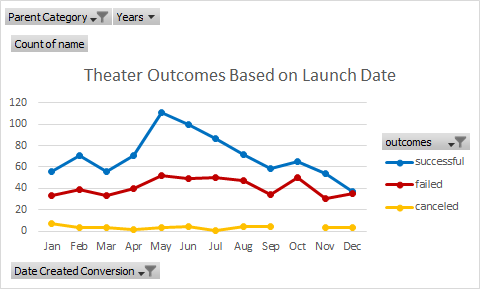 Parent Category Years
Count of name
Theater Outcomes Based on Launch Date
120
100
80
60
40
20
0
Jan Feb Mar Apr May Jun Jul Aug Sep Oct Nov Dec
outcomes
successful
failed
canceled
Date Created Conversion